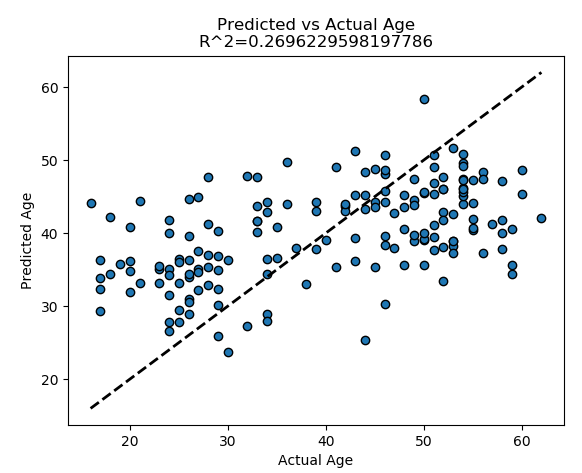 Predicted vs Actual Age
R^2=0.2696229598197786
60
50
40
30
20
Predicted Age
20 30 40 50 60
Actual Age